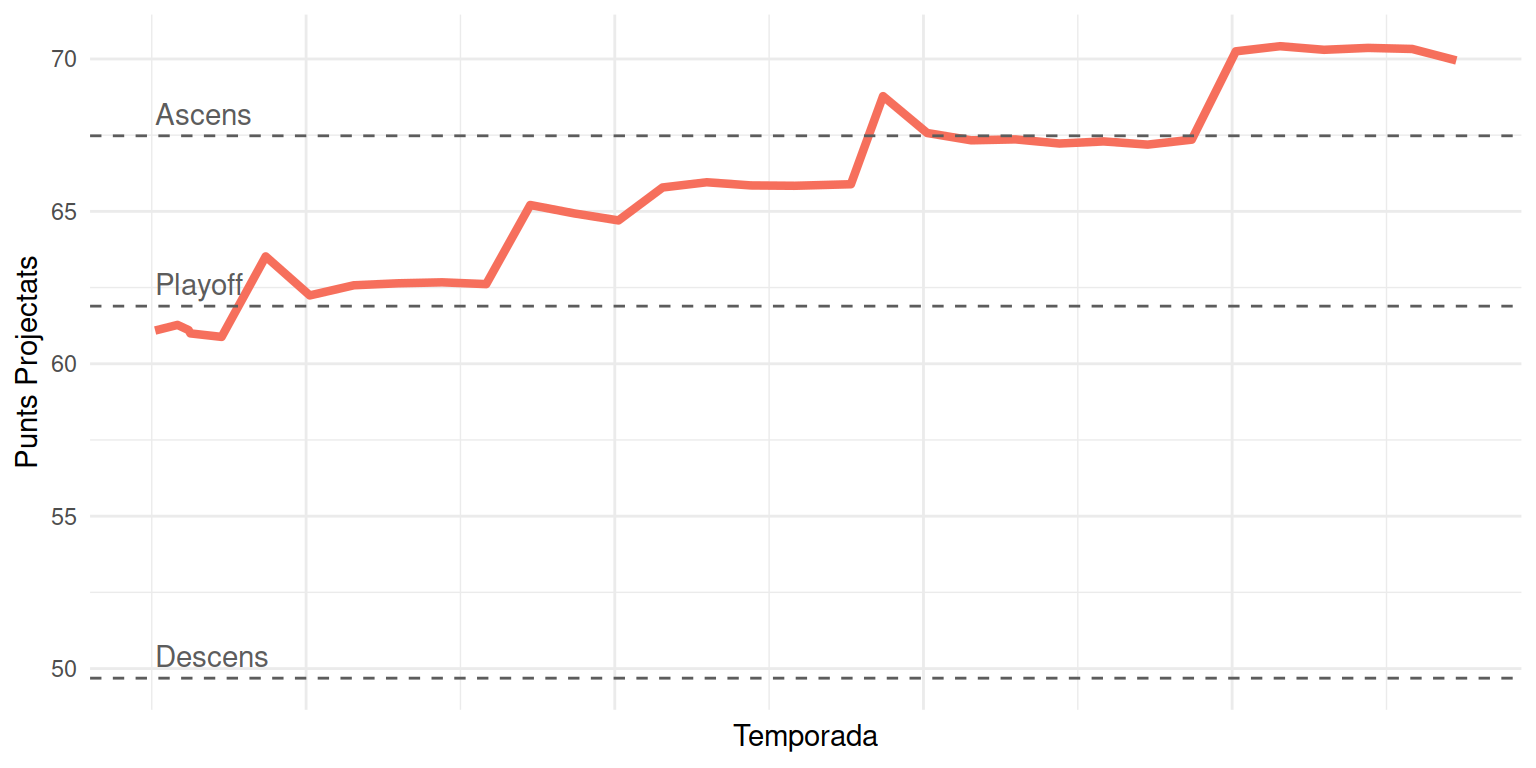 70
Ascens
65
Playoff
60
55
Descens
50
Punts Projectats
Temporada